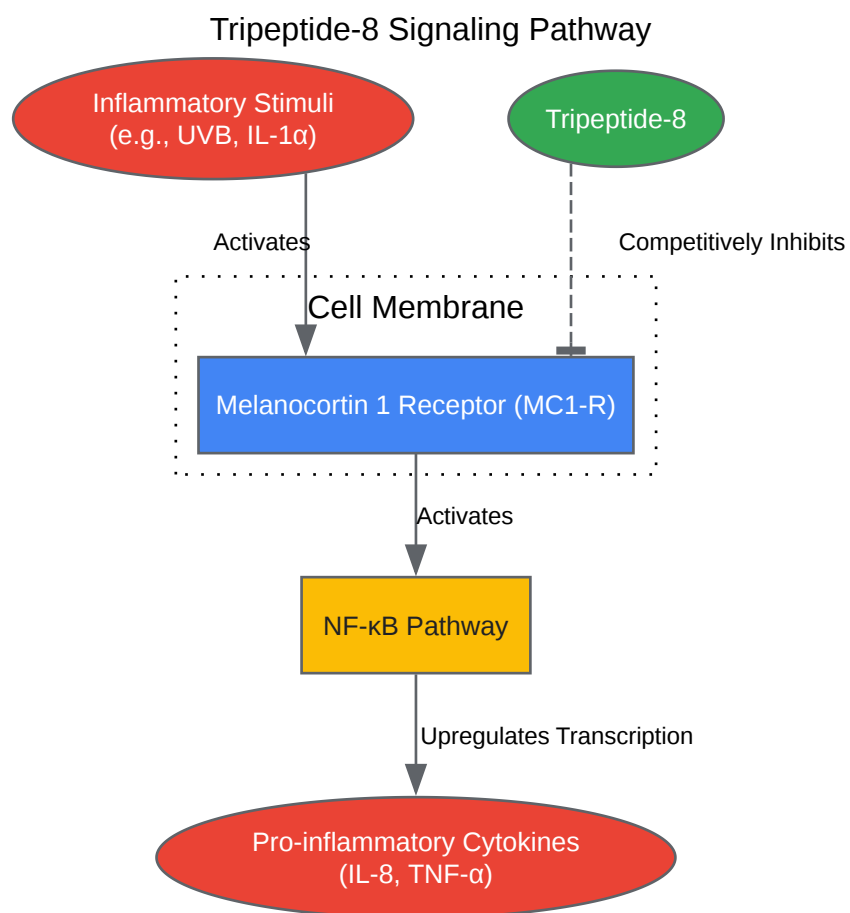 Tripeptide-8 Signaling Pathway
Inflammatory Stimuli
(e.g., UVB, IL-1α)
Tripeptide-8
Activates
Competitively Inhibits
Cell Membrane
Melanocortin 1 Receptor (MC1-R)
Activates
NF-κB Pathway
Upregulates Transcription
Pro-inflammatory Cytokines
(IL-8, TNF-α)